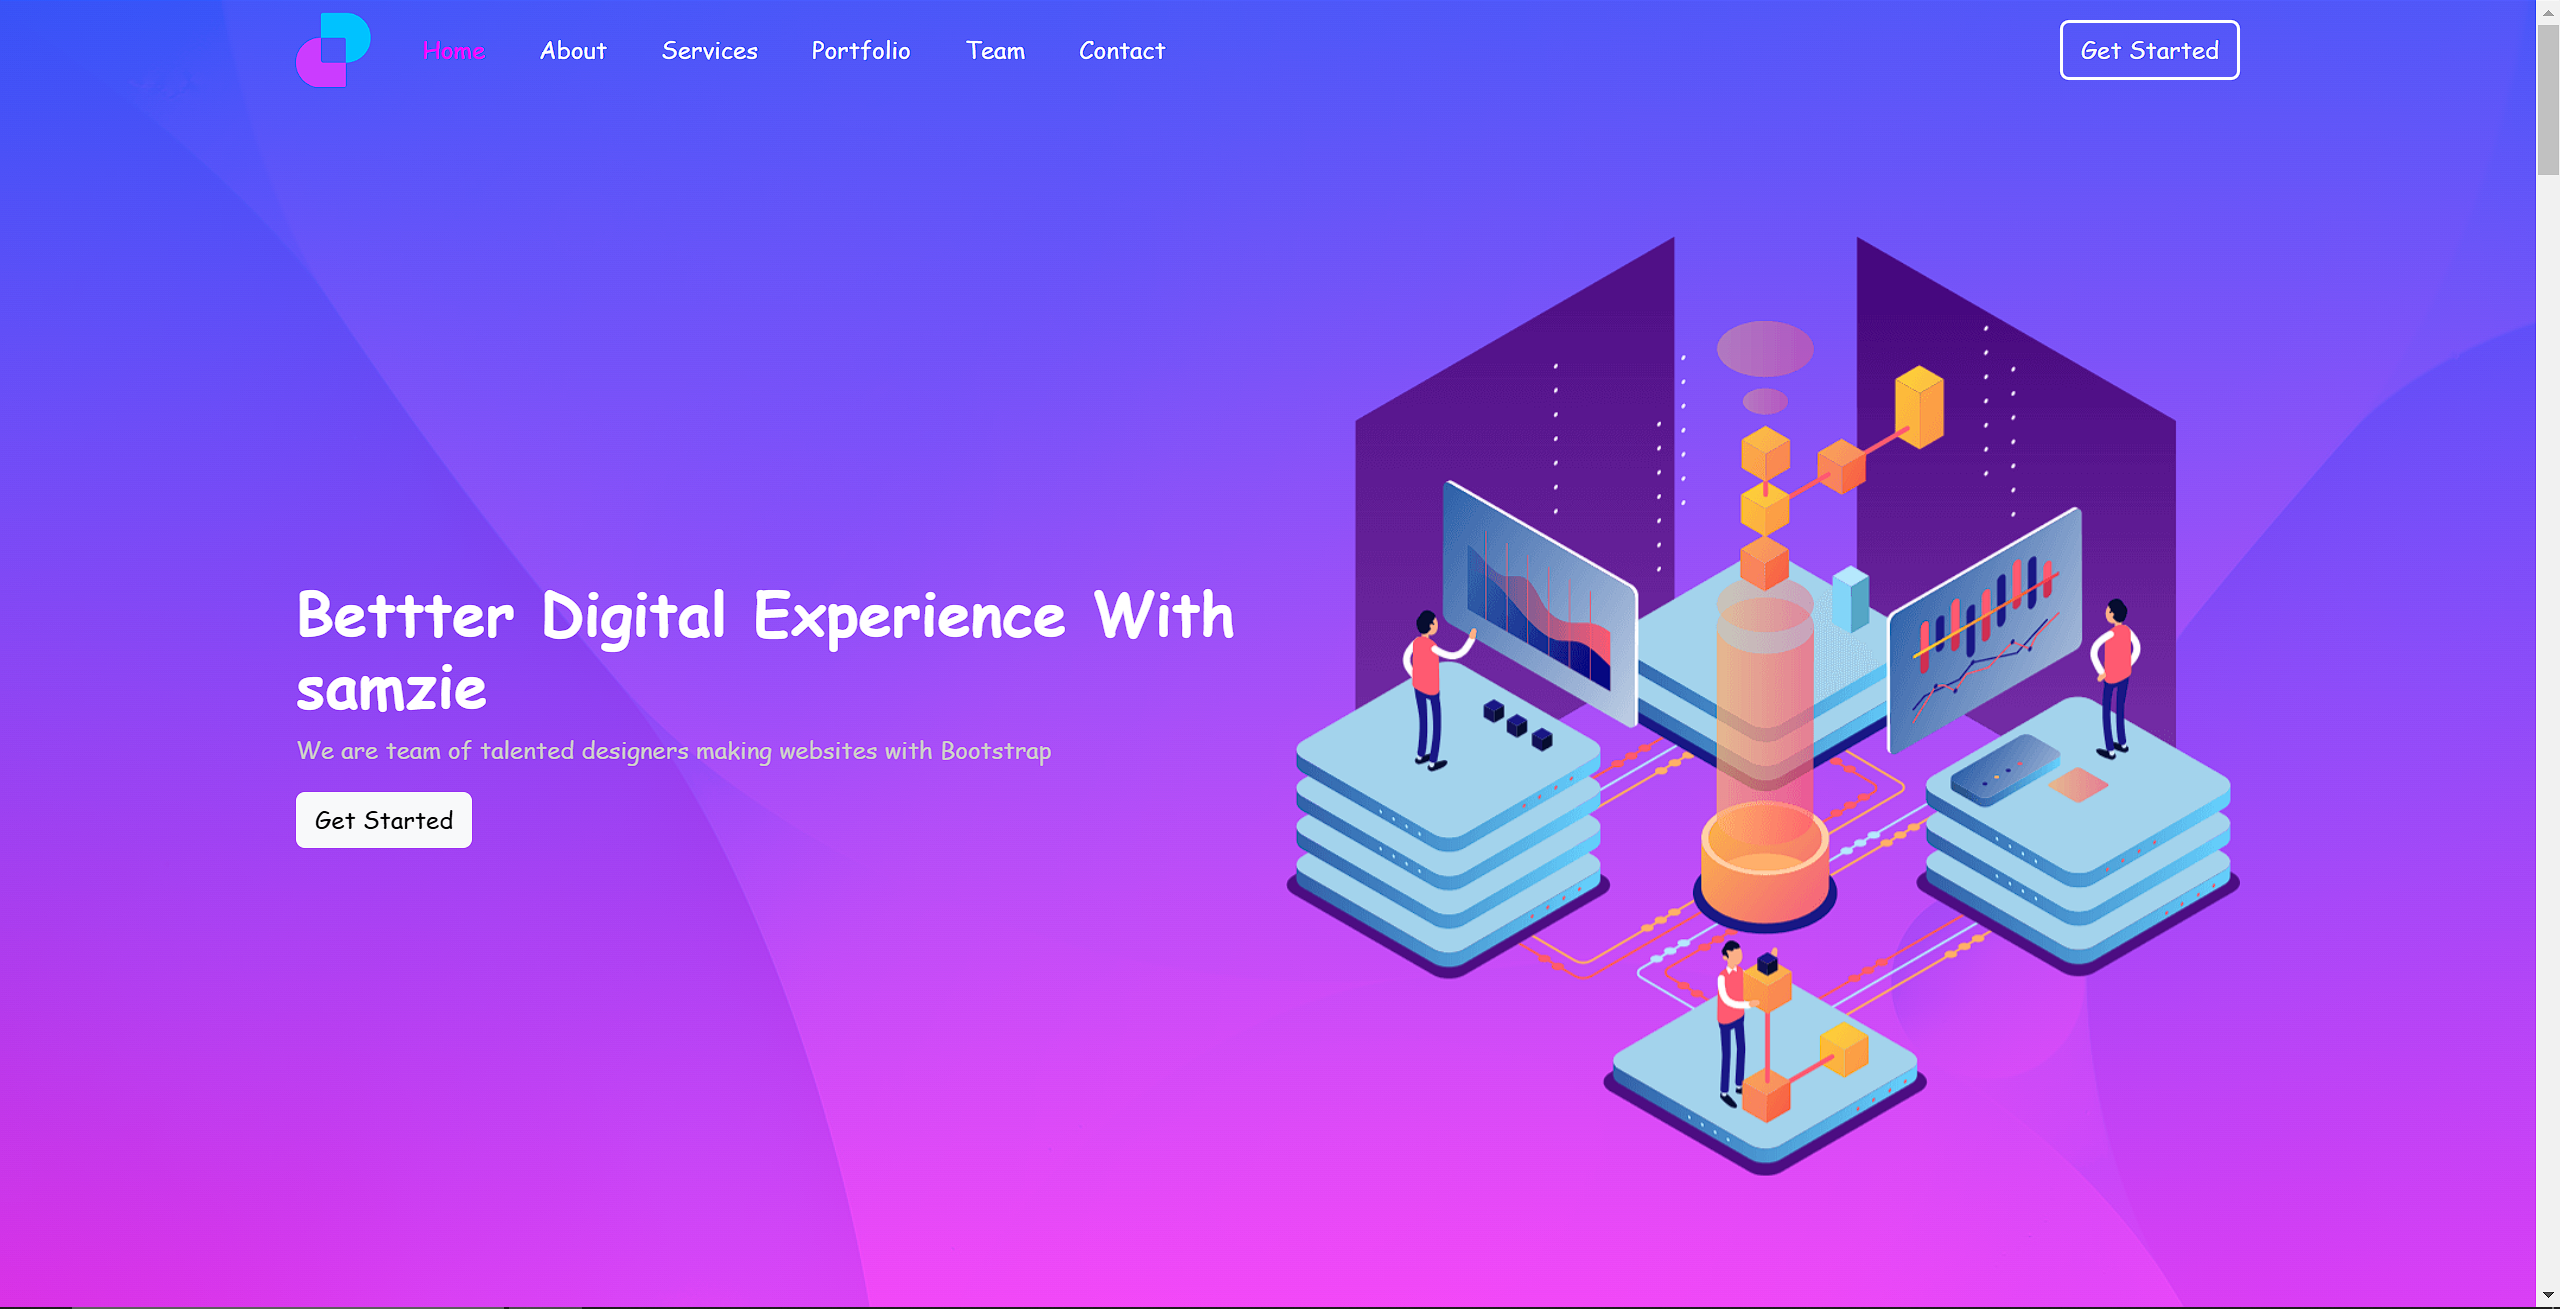 Home About Services Portfolio Team Contact Get Started
Bettter Digital Experience With
samzie
We are team of talented designers making websites with Bootstrap
Get Started